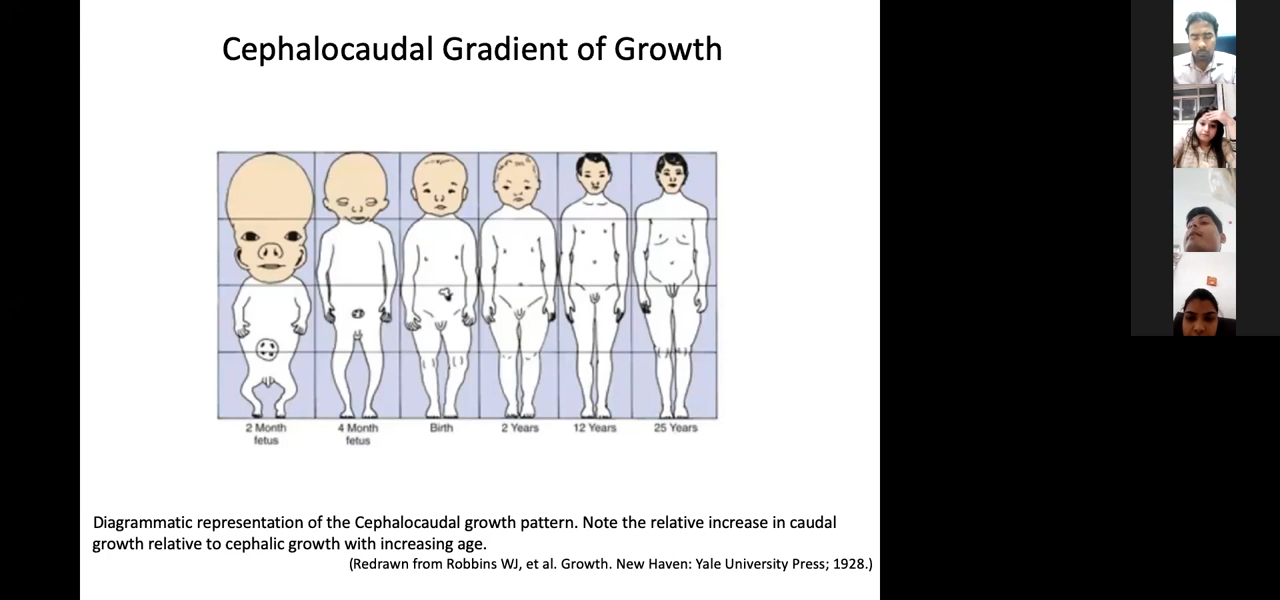 Cephalocaudal Gradient of Growth
2 Month
fetus
4 Month
fetus
Birth
2 Years
12 Years
25 Years
Diagrammatic representation of the Cephalocaudal growth pattern. Note the relative increase in caudal
growth relative to cephalic growth with increasing age.
(Redrawn from Robbins WJ, et al. Growth. New Haven: Yale University Press; 1928.)